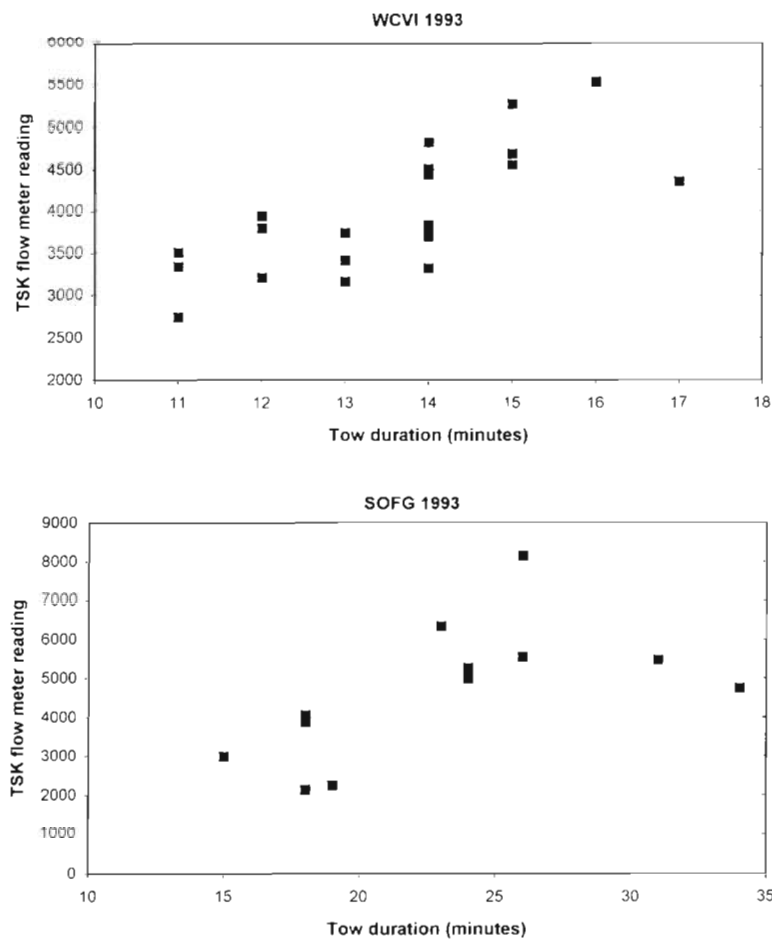 WCVI 1993
6000
5500
5000
4500
4000
3500
3000
2500
2000
TSK flow meter reading
10 11 12 13 14 15 16 17 18
Tow duration (minutes)
SOFG 1993
9000
8000
7000
6000
5000
4000
3000
2000
1000
0
TSK flow meter reading
10 15 20 25 30 35
Tow duration (minutes)